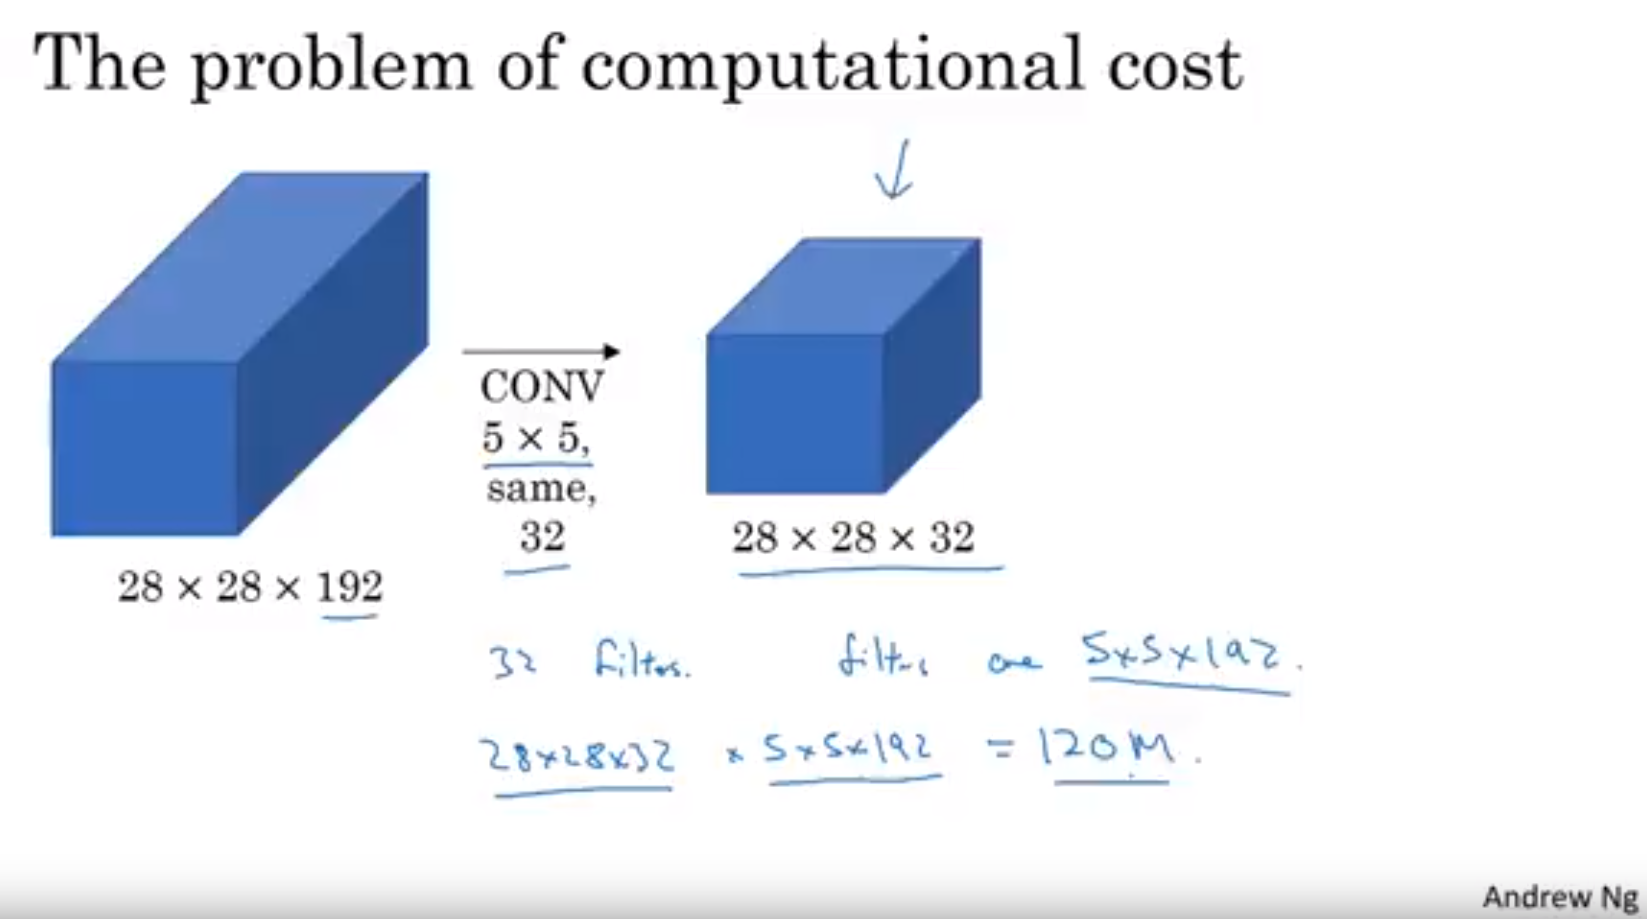 The problem of computational cost
CONV
5 × 5,
same,
32
28 × 28 × 192
28 × 28 × 32
32 filters. filters are 5×5×192.
28×28×32 × 5×5×192 = 120M.
Andrew Ng